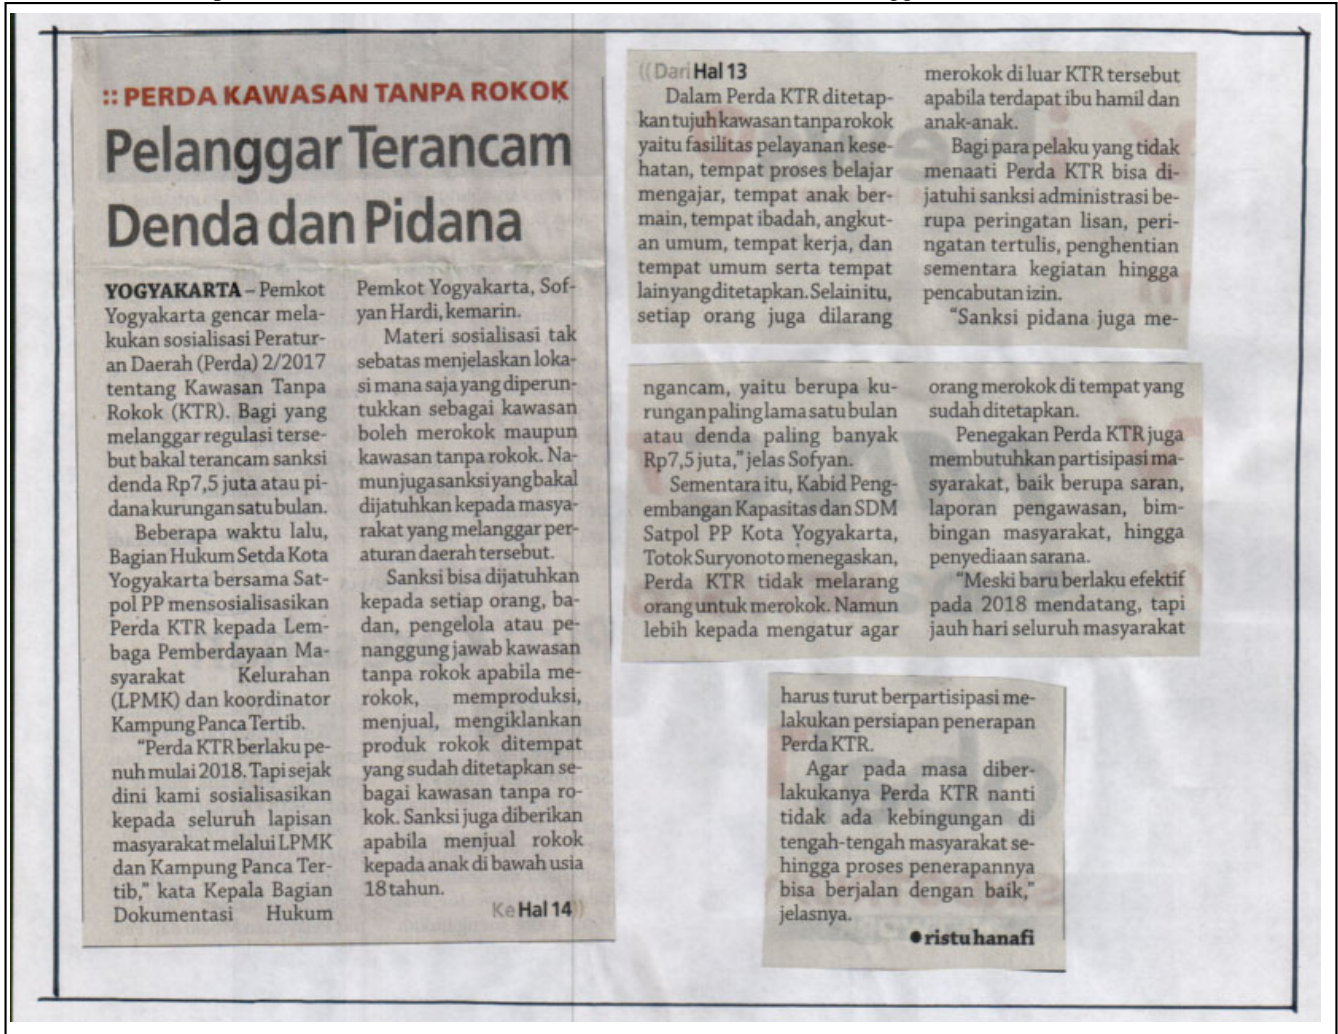 :: PERDA KAWASAN TANPA ROKOK
Pelanggar Terancam
Denda dan Pidana
YOGYAKARTA – Pemkot
Yogyakarta gencar mela-
kukan sosialisasi Peratur-
an Daerah (Perda) 2/2017
tentang Kawasan Tanpa
Rokok (KTR). Bagi yang
melanggar regulasi terse-
but bakal terancam sanksi
denda Rp7,5 juta atau pi-
dana kurungan satu bulan.
Beberapa waktu lalu,
Bagian Hukum Setda Kota
Yogyakarta bersama Sat-
pol PP mensosialisasikan
Perda KTR kepada Lem-
baga Pemberdayaan Ma-
syarakat Kelurahan
(LPMK) dan koordinator
Kampung Panca Tertib.
"Perda KTR berlaku pe-
nuh mulai 2018. Tapi sejak
dini kami sosialisasikan
kepada seluruh lapisan
masyarakat melalui LPMK
dan Kampung Panca Ter-
tib," kata Kepala Bagian
Dokumentasi Hukum
Pemkot Yogyakarta, Sof-
yan Hardi, kemarin.
Materi sosialisasi tak
sebatas menjelaskan loka-
si mana saja yang diperun-
tukkan sebagai kawasan
boleh merokok maupun
kawasan tanpa rokok. Na-
mun juga sanksi yang bakal
dijatuhkan kepada masya-
rakat yang melanggar per-
aturan daerah tersebut.
Sanksi bisa dijatuhkan
kepada setiap orang, ba-
dan, pengelola atau pe-
nanggung jawab kawasan
tanpa rokok apabila me-
rokok, memproduksi,
menjual, mengiklankan
produk rokok ditempat
yang sudah ditetapkan se-
bagai kawasan tanpa ro-
kok. Sanksi juga diberikan
apabila menjual rokok
kepada anak di bawah usia
18 tahun.
Ke Hal 14))
((Dari Hal 13
Dalam Perda KTR ditetap-
kan tujuh kawasan tanpa rokok
yaitu fasilitas pelayanan kese-
hatan, tempat proses belajar
mengajar, tempat anak ber-
main, tempat ibadah, angkut-
an umum, tempat kerja, dan
tempat umum serta tempat
lain yang ditetapkan. Selain itu,
setiap orang juga dilarang
merokok di luar KTR tersebut
apabila terdapat ibu hamil dan
anak-anak.
Bagi para pelaku yang tidak
menaati Perda KTR bisa di-
jatuhi sanksi administrasi be-
rupa peringatan lisan, peri-
ngatan tertulis, penghentian
sementara kegiatan hingga
pencabutan izin.
"Sanksi pidana juga me-
ngancam, yaitu berupa ku-
rungan paling lama satu bulan
atau denda paling banyak
Rp7,5 juta," jelas Sofyan.
Sementara itu, Kabid Peng-
embangan Kapasitas dan SDM
Satpol PP Kota Yogyakarta,
Totok Suryonoto menegaskan,
Perda KTR tidak melarang
orang untuk merokok. Namun
lebih kepada mengatur agar
orang merokok di tempat yang
sudah ditetapkan.
Penegakan Perda KTR juga
membutuhkan partisipasi ma-
syarakat, baik berupa saran,
laporan pengawasan, bim-
bingan masyarakat, hingga
penyediaan sarana.
"Meski baru berlaku efektif
pada 2018 mendatang, tapi
jauh hari seluruh masyarakat
harus turut berpartisipasi me-
lakukan persiapan penerapan
Perda KTR.
Agar pada masa diber-
lakukanya Perda KTR nanti
tidak ada kebingungan di
tengah-tengah masyarakat se-
hingga proses penerapannya
bisa berjalan dengan baik,"
jelasnya.
● ristu hanafi